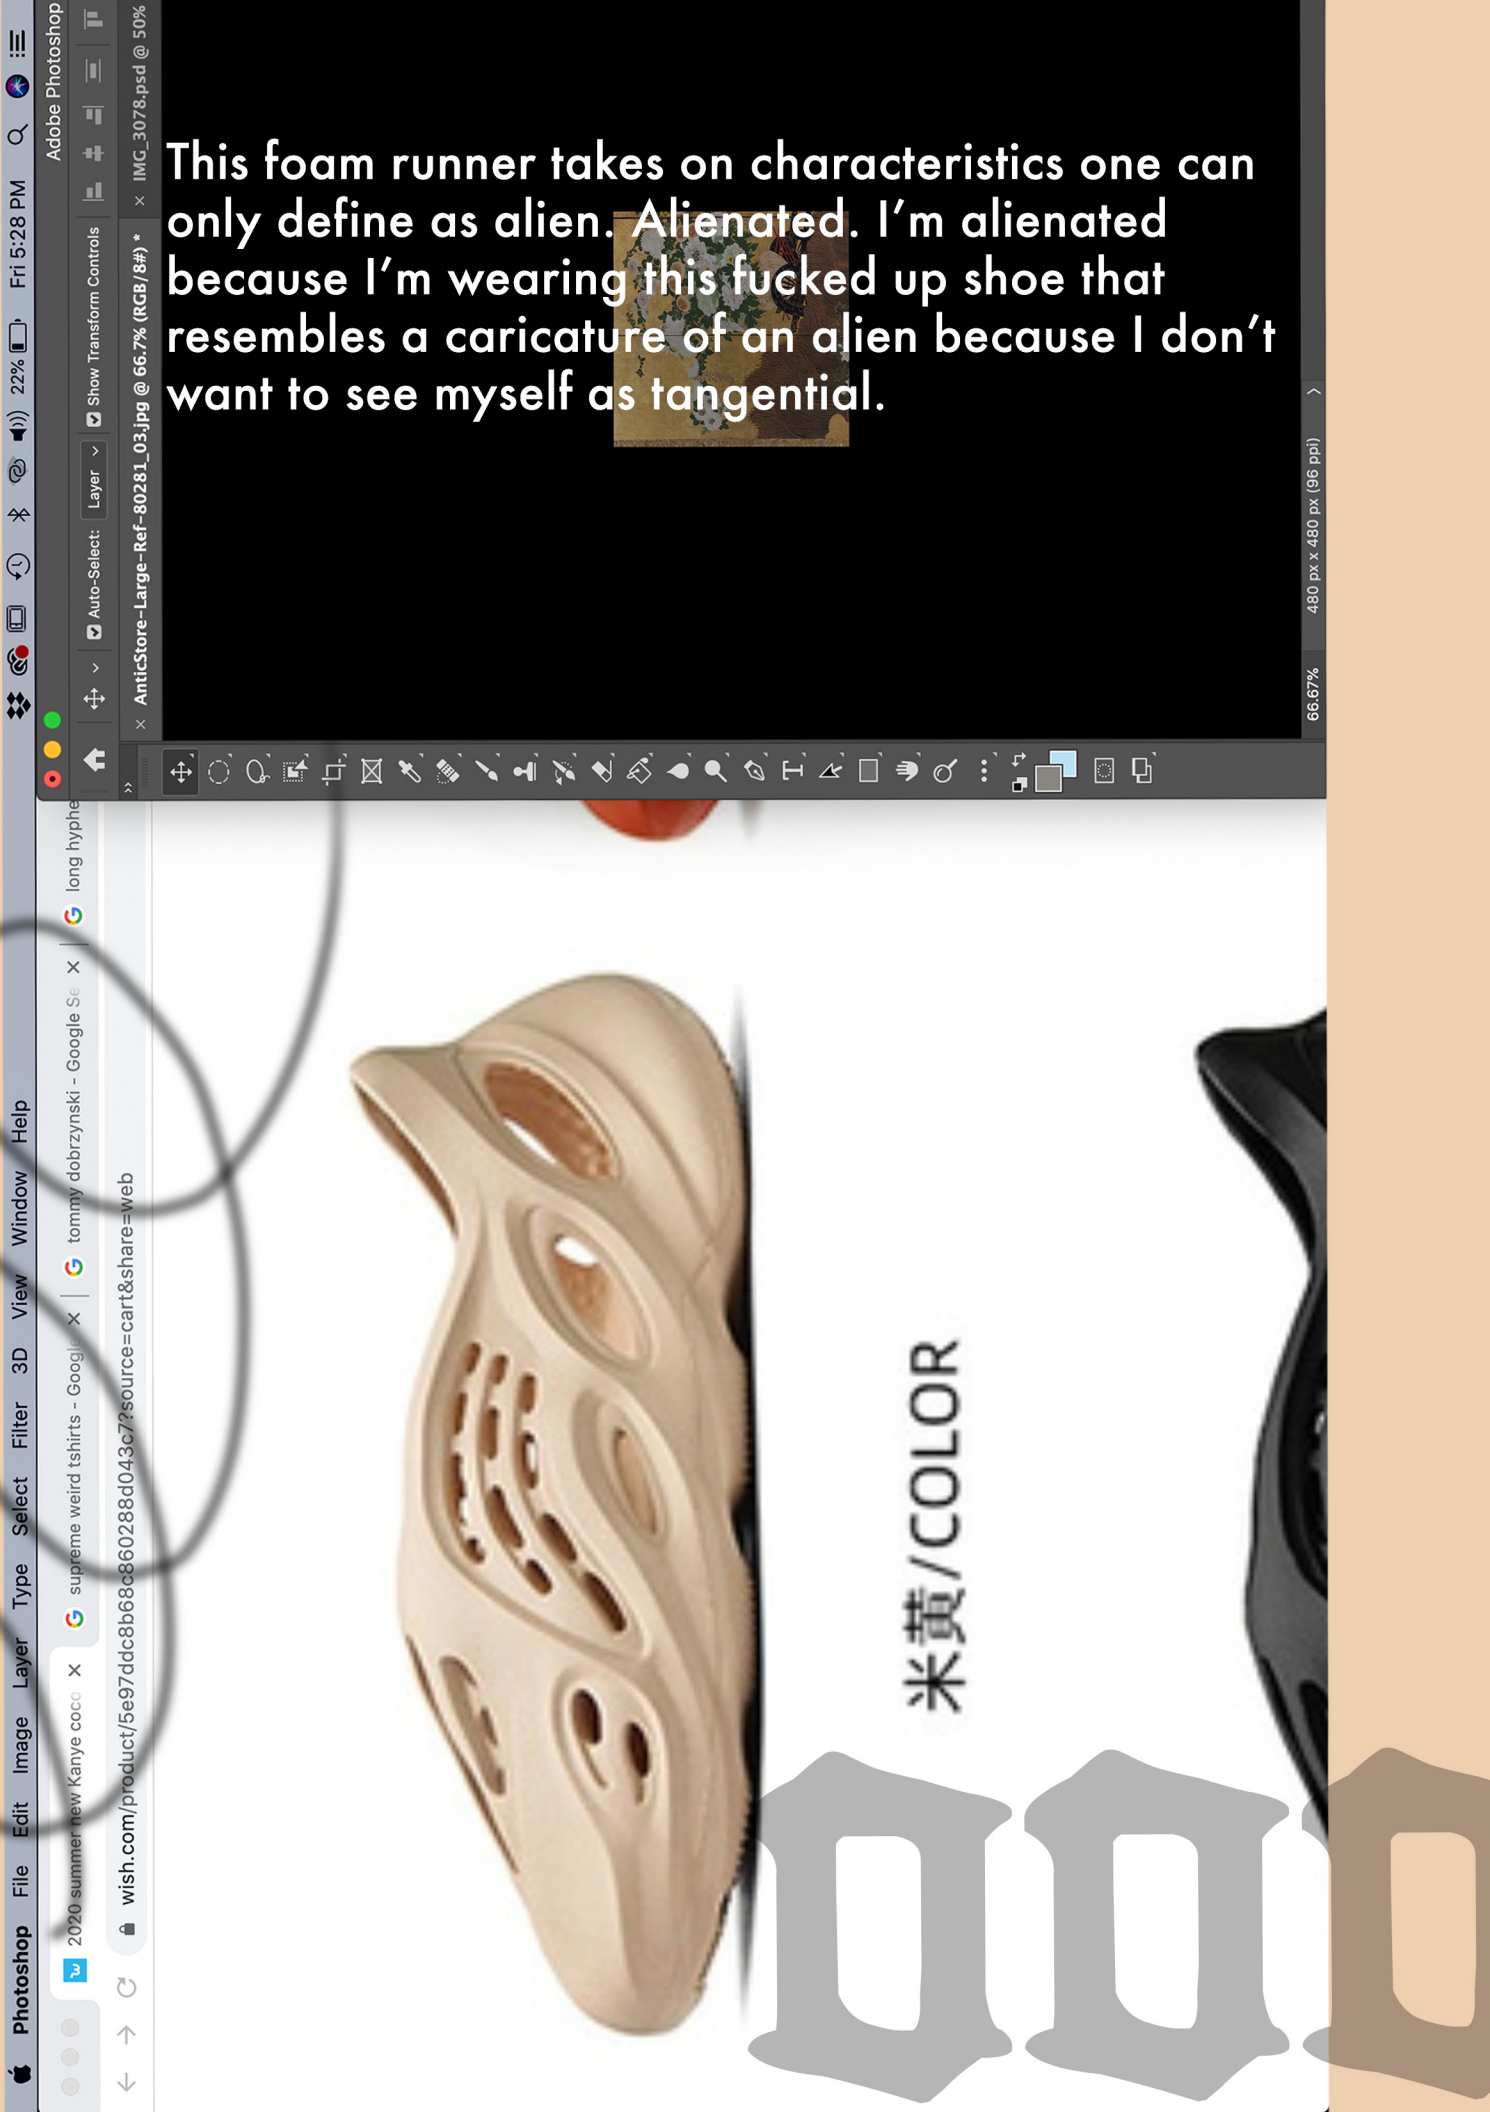 This foam runner takes on characteristics one can
only define as alien. Alienated. I’m alienated
because I’m wearing this fucked up shoe that
resembles a caricature of an alien because I don’t
want to see myself as tangential.
Photoshop File Edit Image Layer Type Select Filter 3D View Window Help
22% Fri 5:28 PM
Adobe Photoshop
Auto-Select: Layer Show Transform Controls
× AnticStore-Large-Ref-80281_03.jpg @ 66.7% (RGB/8#) * × IMG_3078.psd @ 50%
66.67% 480 px x 480 px (96 ppi)
2020 summer new Kanye coco × supreme weird tshirts - Google × tommy dobrzynski - Google Se × long hyphe
wish.com/product/5e97ddc8b68c860288d043c7?source=cart&share=web
米黄/COLOR